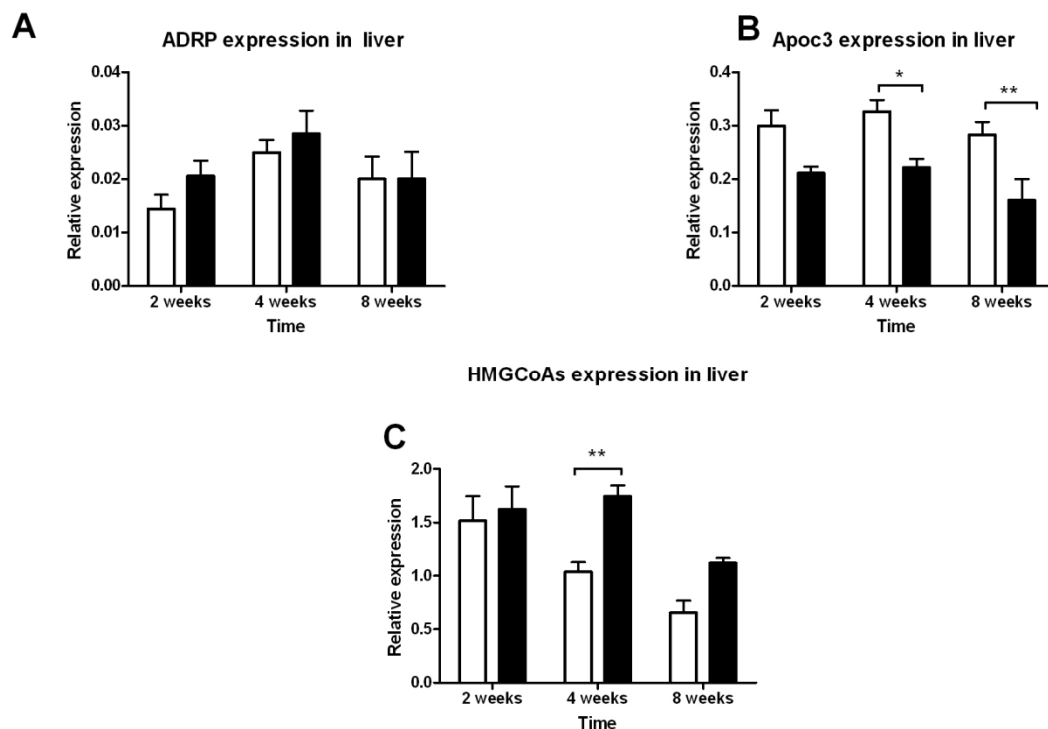 A
ADRP expression in liver
0.04
0.03
0.02
0.01
0.00
Relative expression
2 weeks 4 weeks 8 weeks
Time
B
Apoc3 expression in liver
* **
0.4
0.3
0.2
0.1
0.0
Relative expression
2 weeks 4 weeks 8 weeks
Time
HMGCoAs expression in liver
C
**
2.0
1.5
1.0
0.5
0.0
Relative expression
2 weeks 4 weeks 8 weeks
Time